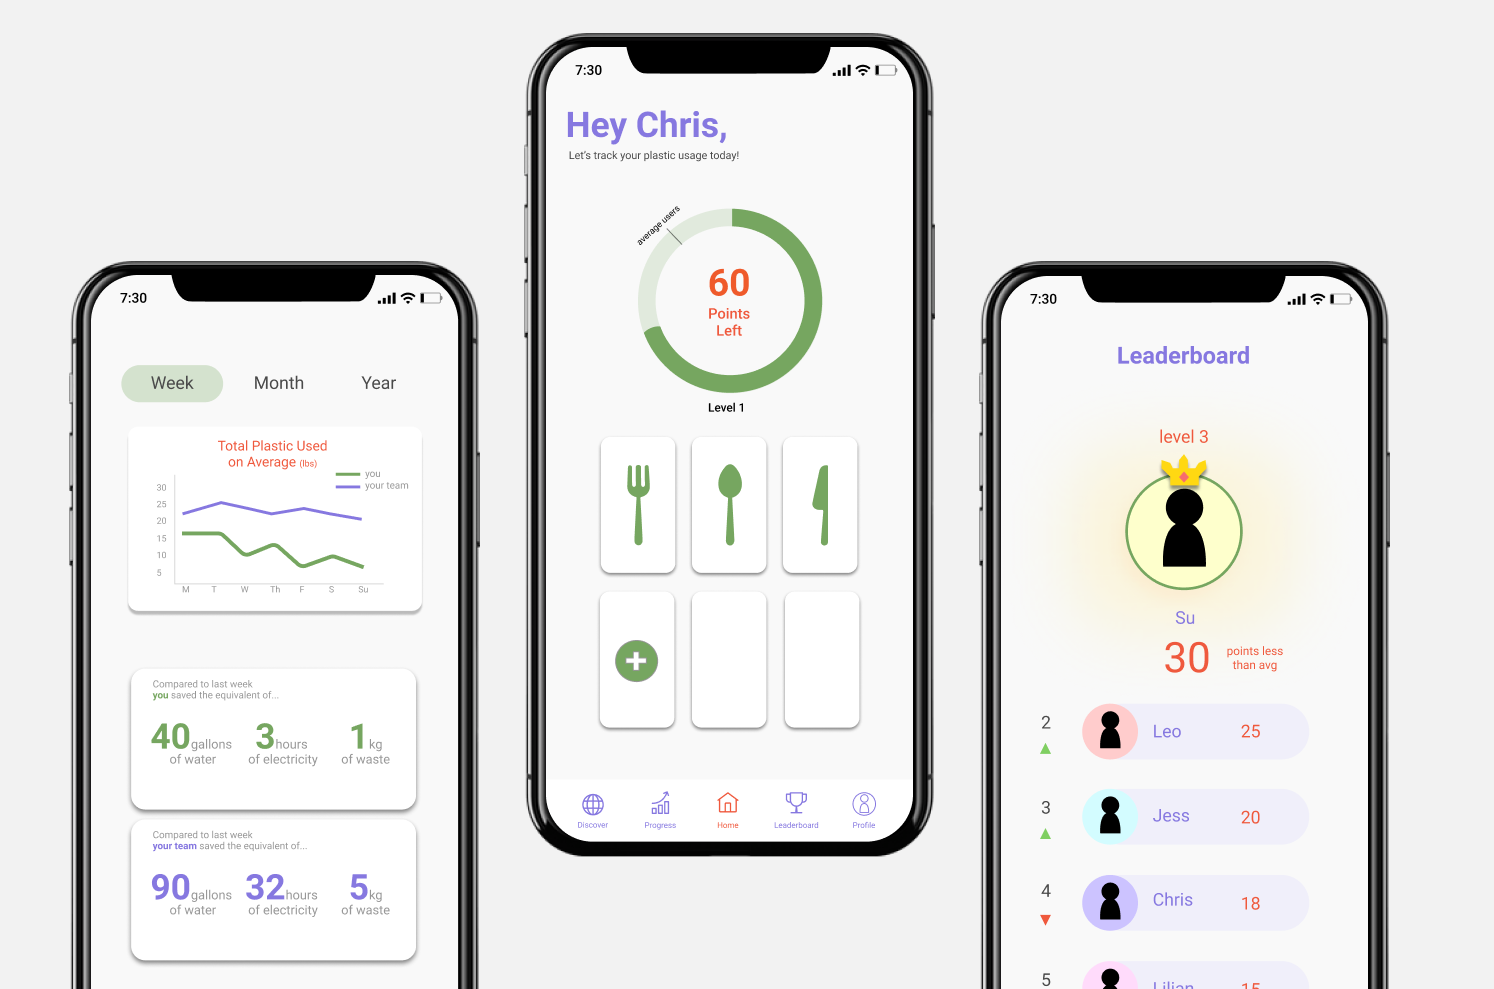 7:30
Week Month Year
Total Plastic Used
on Average (lbs)
you
your team
30
25
20
15
10
5
M T W Th F S Su
Compared to last week
you saved the equivalent of...
40 gallons of water
3 hours of electricity
1 kg of waste
Compared to last week
your team saved the equivalent of...
90 gallons of water
32 hours of electricity
5 kg of waste
7:30
Hey Chris,
Let's track your plastic usage today!
average users
60
Points
Left
Level 1
Discover Progress Home Leaderboard Profile
7:30
Leaderboard
level 3
Su
30 points less
than avg
2 Leo 25
3 Jess 20
4 Chris 18
5 Lilian 15